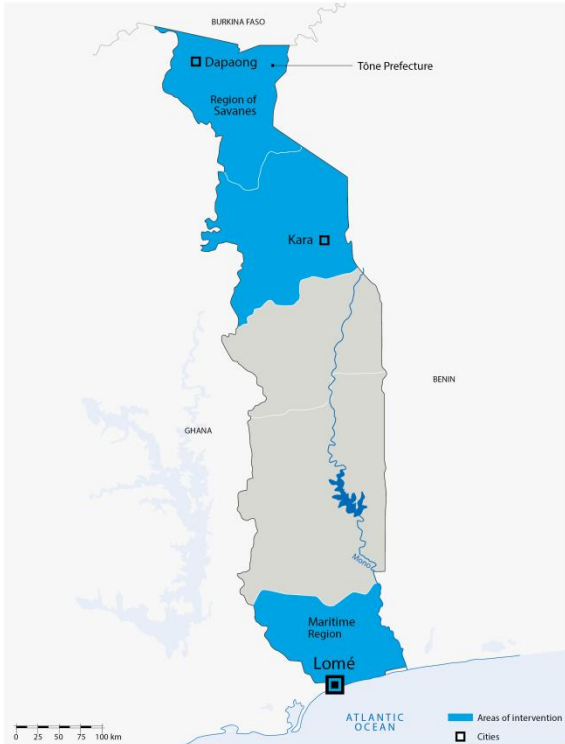 BURKINA FASO
Dapaong
Tône Prefecture
Region of
Savanes
Kara
BENIN
GHANA
Mono
Maritime
Region
Lomé
ATLANTIC
OCEAN
Areas of intervention
Cities
0 25 50 75 100 km